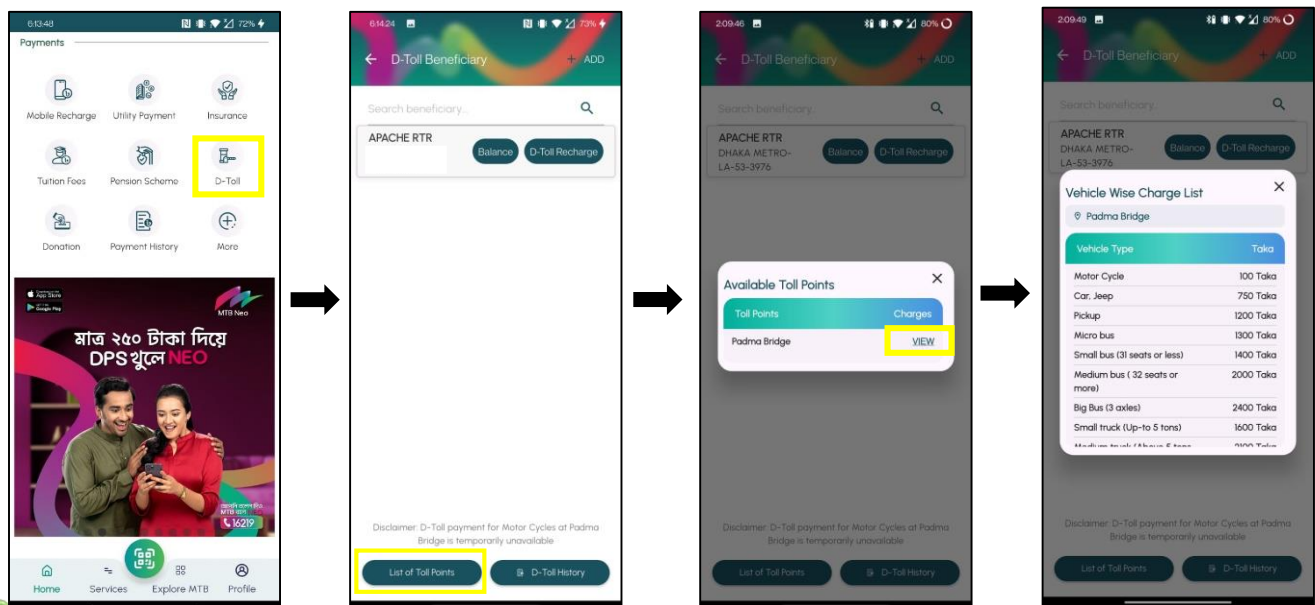 6:13:48 72%
Payments
Mobile Recharge Utility Payment Insurance
Tuition Fees Pension Scheme D-Toll
Donation Payment History More
App Store
Google Play
MTB Neo
মাত্র ২৫০ টাকা দিয়ে
DPS খুলে NEO
16219
Home Services Explore MTB Profile
6:14:24 73%
D-Toll Beneficiary + ADD
Search beneficiary...
APACHE RTR
Balance D-Toll Recharge
Disclaimer: D-Toll payment for Motor Cycles at Padma
Bridge is temporarily unavailable
List of Toll Points D-Toll History
2:09:46 80%
D-Toll Beneficiary + ADD
Search beneficiary...
APACHE RTR
DHAKA METRO-
LA-53-3976
Balance D-Toll Recharge
Available Toll Points
Toll Points Charges
Padma Bridge VIEW
Disclaimer: D-Toll payment for Motor Cycles at Padma
Bridge is temporarily unavailable
List of Toll Points D-Toll History
2:09:49 80%
D-Toll Beneficiary + ADD
Search beneficiary...
APACHE RTR
DHAKA METRO-
LA-53-3976
Balance D-Toll Recharge
Vehicle Wise Charge List
Padma Bridge
Vehicle Type Taka
Motor Cycle 100 Taka
Car, Jeep 750 Taka
Pickup 1200 Taka
Micro bus 1300 Taka
Small bus (31 seats or less) 1400 Taka
Medium bus ( 32 seats or 2000 Taka
more)
Big Bus (3 axles) 2400 Taka
Small truck (Up-to 5 tons) 1600 Taka
Medium truck (Above 5 tons 2100 Taka
Disclaimer: D-Toll payment for Motor Cycles at Padma
Bridge is temporarily unavailable
List of Toll Points D-Toll History